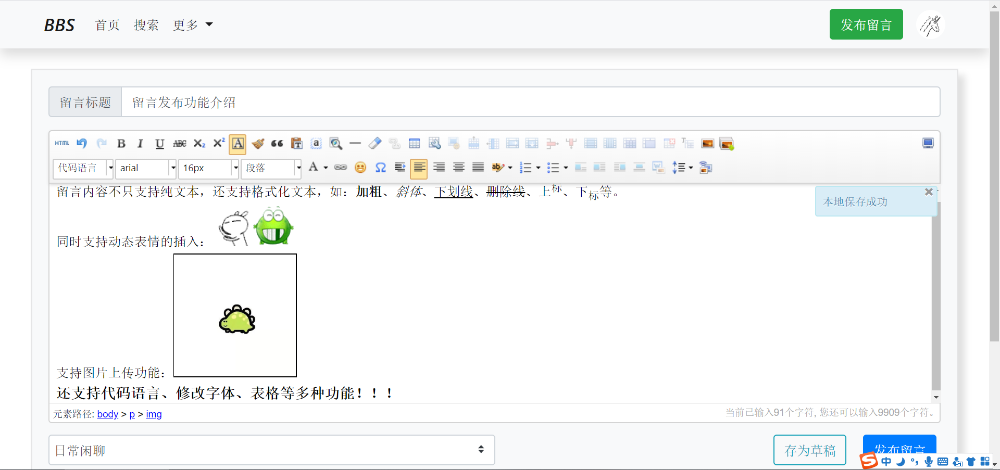 BBS 首页 搜索 更多 发布留言
留言标题 留言发布功能介绍
HTML B I U ABC X₂ X² A T a
代码语言 arial 16px 段落 A Ω ab
留言内容不只支持纯文本，还支持格式化文本，如：加粗、斜体、下划线、删除线、上标、下标等。
本地保存成功
同时支持动态表情的插入：
支持图片上传功能：
还支持代码语言、修改字体、表格等多种功能！！！
元素路径: body > p > img 当前已输入91个字符, 您还可以输入9909个字符。
日常闲聊 存为草稿 发布留言
S 中